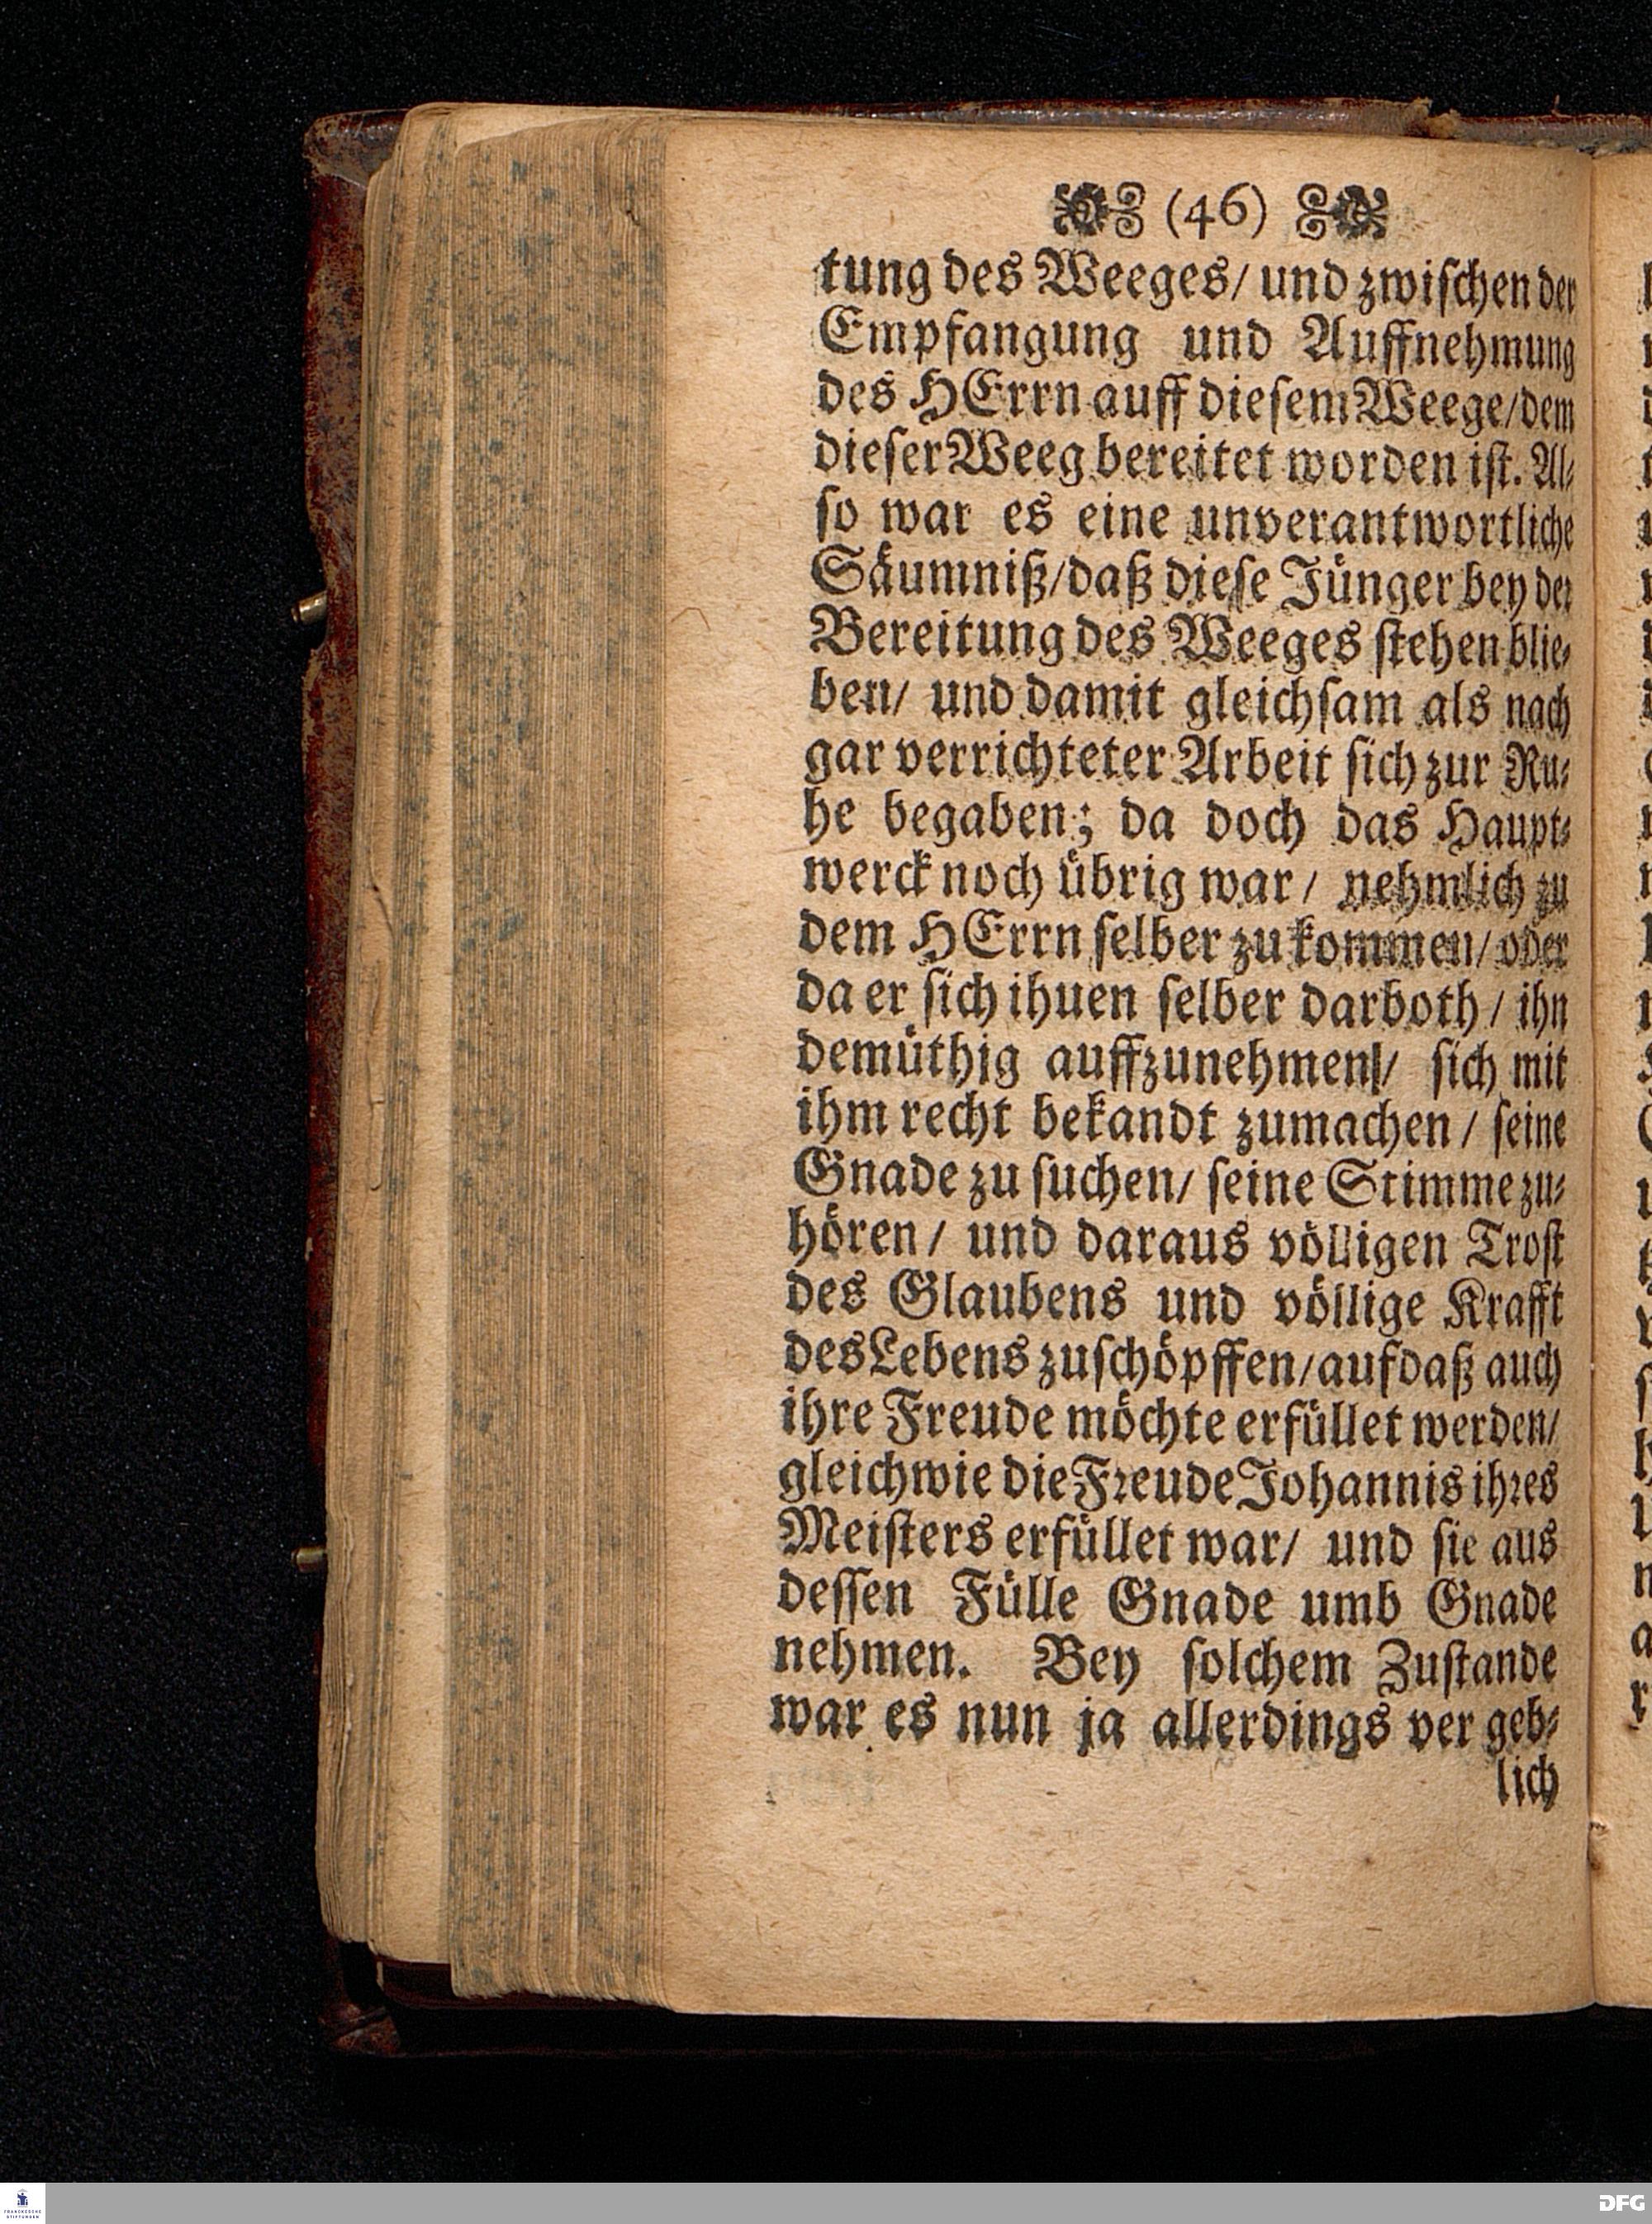 (46)
tung des Weeges/ und zwiſchen der
Empfangung und Auffnehmung
des HErrn auff dieſem Weege/dem
dieſer Weeg bereitet worden iſt. Al⸗
ſo war es eine unverantwortliche
Säumniß/daß dieſe Jünger bey der
Bereitung des Weeges ſtehen blie⸗
ben/ und damit gleichſam als nach
gar verrichteter Arbeit ſich zur Ru⸗
he begaben; da doch das Haupt⸗
werck noch übrig war/ nehmlich zu
dem HErrn ſelber zu kommen/ oder
da er ſich ihuen ſelber darboth/ ihn
demüthig auffzunehmen/ ſich mit
ihm recht bekandt zumachen/ ſeine
Gnade zu ſuchen/ ſeine Stimme zu⸗
hören/ und daraus völligen Troſt
des Glaubens und völlige Krafft
des Lebens zuſchöpffen/aufdaß auch
ihre Freude möchte erfüllet werden/
gleichwie die Freude Johannis ihres
Meiſters erfüllet war/ und ſie aus
deſſen Fülle Gnade umb Gnade
nehmen. Bey ſolchem Zuſtande
war es nun ja allerdings ver geb⸗
lich
FRANCKESCHE
STIFTUNGEN
DFG